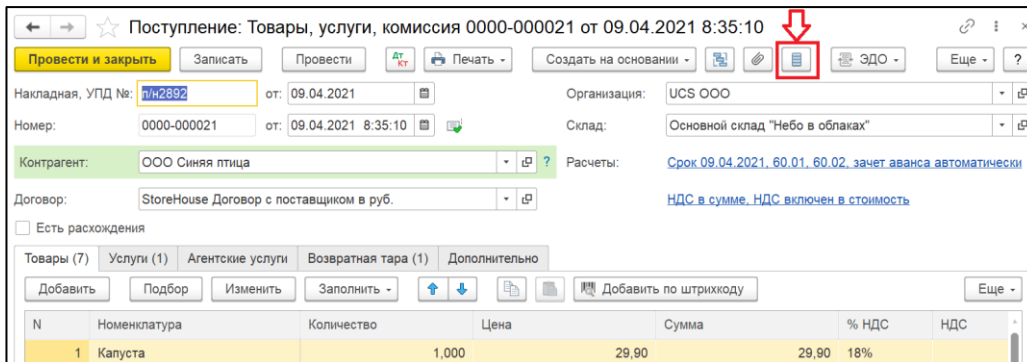 Поступление: Товары, услуги, комиссия 0000-000021 от 09.04.2021 8:35:10
Провести и закрыть Записать Провести Дт Кт Печать Создать на основании ЭДО Еще ?
Накладная, УПД №: п/н2892 от: 09.04.2021 Организация: UCS ООО
Номер: 0000-000021 от: 09.04.2021 8:35:10 Склад: Основной склад "Небо в облаках"
Контрагент: ООО Синяя птица ? Расчеты: Срок 09.04.2021, 60.01, 60.02, зачет аванса автоматически
Договор: StoreHouse Договор с поставщиком в руб. НДС в сумме, НДС включен в стоимость
Есть расхождения
Товары (7) Услуги (1) Агентские услуги Возвратная тара (1) Дополнительно
Добавить Подбор Изменить Заполнить Добавить по штрихкоду Еще
N Номенклатура Количество Цена Сумма % НДС НДС
1 Капуста 1,000 29,90 29,90 18%